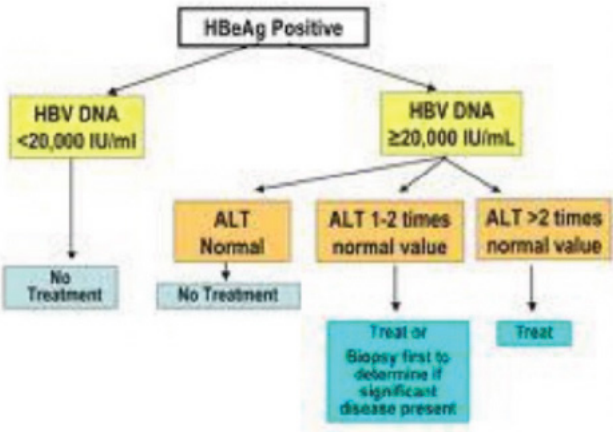 HBeAg Positive
HBV DNA
<20,000 IU/ml
HBV DNA
≥20,000 IU/mL
ALT
Normal
ALT 1-2 times
normal value
ALT >2 times
normal value
No
Treatment
No Treatment
Treat or
Biopsy first to
determine if
significant
disease present
Treat